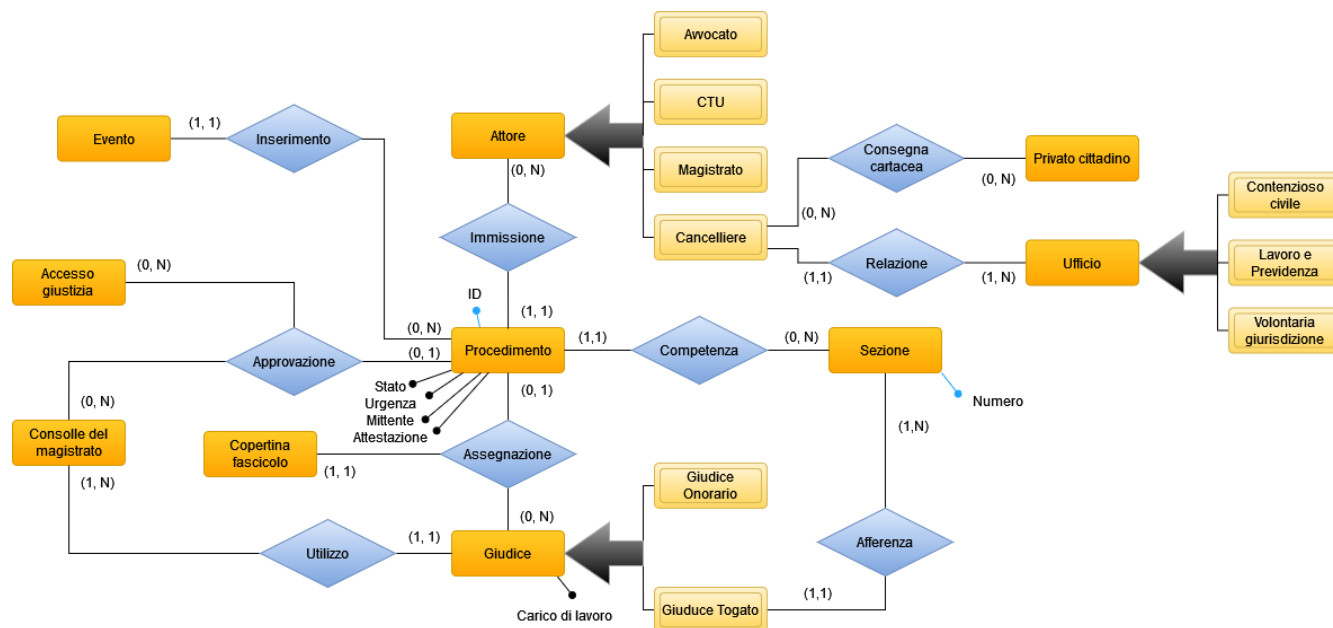 Avvocato
CTU
Magistrato
Cancelliere
Attore
(0, N)
Evento
(1, 1)
Inserimento
(0, N)
Consegna
cartacea
(0, N)
(0, N)
Privato cittadino
Immissione
(1, 1)
Relazione
(1,1)
(1, N)
Ufficio
Contenzioso
civile
Lavoro e
Previdenza
Volontaria
giurisdizione
Accesso
giustizia
(0, N)
Approvazione
(0, 1)
ID
Procedimento
Stato
Urgenza
Mittente
Attestazione
(1,1)
Competenza
(0, N)
Sezione
Numero
(0, 1)
(0, N)
Consolle del
magistrato
(1, N)
Copertina
fascicolo
(1, 1)
Assegnazione
(0, N)
(1,N)
Giudice
Onorario
Utilizzo
(1, 1)
Giudice
Carico di lavoro
Giuduce Togato
(1,1)
Afferenza